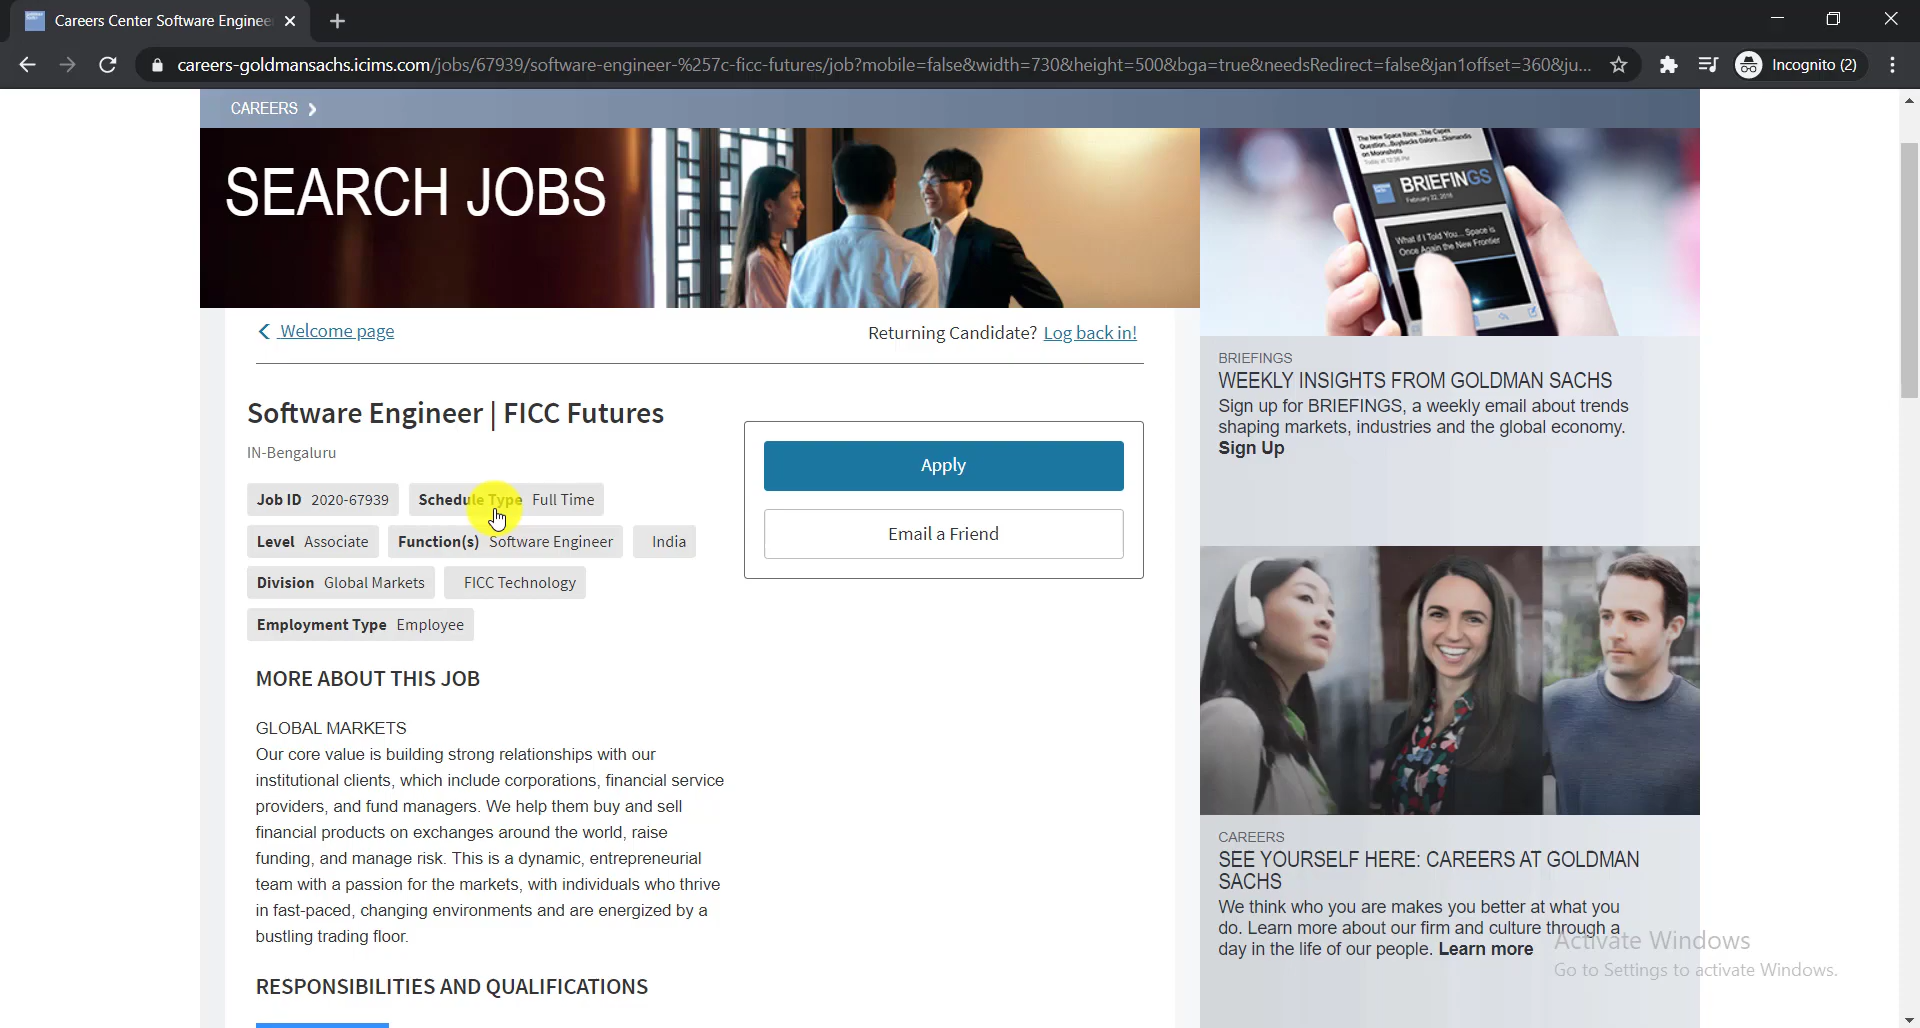 Careers Center Software Enginee
careers-goldmansachs.icims.com/jobs/67939/software-engineer-%257c-ficc-futures/job?mobile=false&width=730&height=500&bga=true&needsRedirect=false&jan1offset=360&ju...
Incognito (2)
CAREERS
SEARCH JOBS
The New Space Race...The Capex
Question...Buybacks Galore...Diamandis
on Moonshots
BRIEFINGS
February 22, 2018
What if I Told You... Space is
Once Again the New Frontier
Welcome page
Returning Candidate? Log back in!
Software Engineer | FICC Futures
IN-Bengaluru
Job ID 2020-67939
Schedule Type Full Time
Level Associate
Function(s) Software Engineer
India
Division Global Markets
FICC Technology
Employment Type Employee
Apply
Email a Friend
MORE ABOUT THIS JOB
GLOBAL MARKETS
Our core value is building strong relationships with our
institutional clients, which include corporations, financial service
providers, and fund managers. We help them buy and sell
financial products on exchanges around the world, raise
funding, and manage risk. This is a dynamic, entrepreneurial
team with a passion for the markets, with individuals who thrive
in fast-paced, changing environments and are energized by a
bustling trading floor.
RESPONSIBILITIES AND QUALIFICATIONS
BRIEFINGS
WEEKLY INSIGHTS FROM GOLDMAN SACHS
Sign up for BRIEFINGS, a weekly email about trends
shaping markets, industries and the global economy.
Sign Up
CAREERS
SEE YOURSELF HERE: CAREERS AT GOLDMAN
SACHS
We think who you are makes you better at what you
do. Learn more about our firm and culture through a
day in the life of our people. Learn more
Activate Windows
Go to Settings to activate Windows.